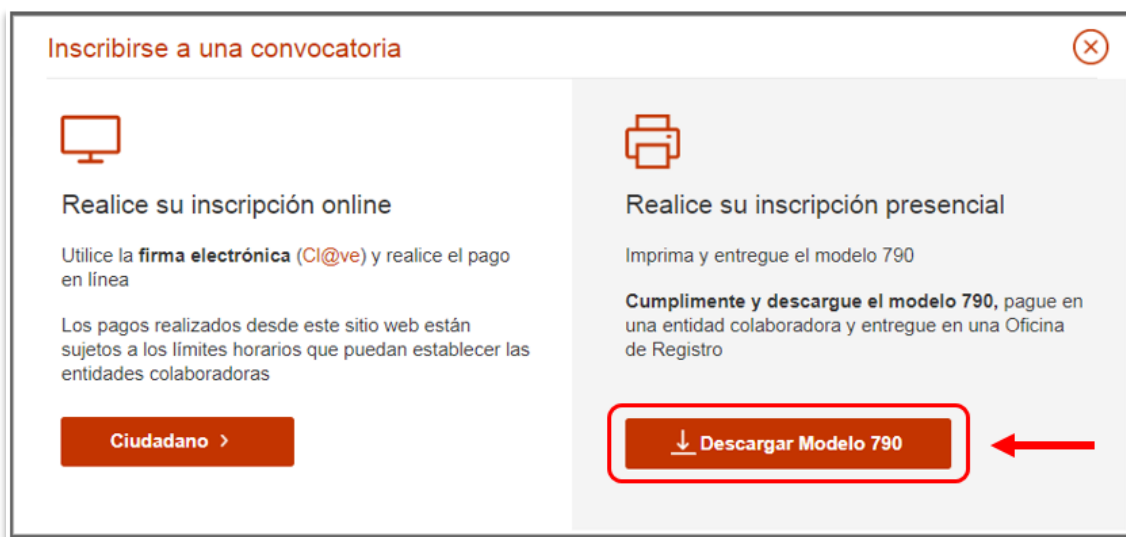 Inscribirse a una convocatoria
Realice su inscripción online
Utilice la firma electrónica (Cl@ve) y realice el pago
en línea
Los pagos realizados desde este sitio web están
sujetos a los límites horarios que puedan establecer las
entidades colaboradoras
Ciudadano >
Realice su inscripción presencial
Imprima y entregue el modelo 790
Cumplimente y descargue el modelo 790, pague en
una entidad colaboradora y entregue en una Oficina
de Registro
Descargar Modelo 790